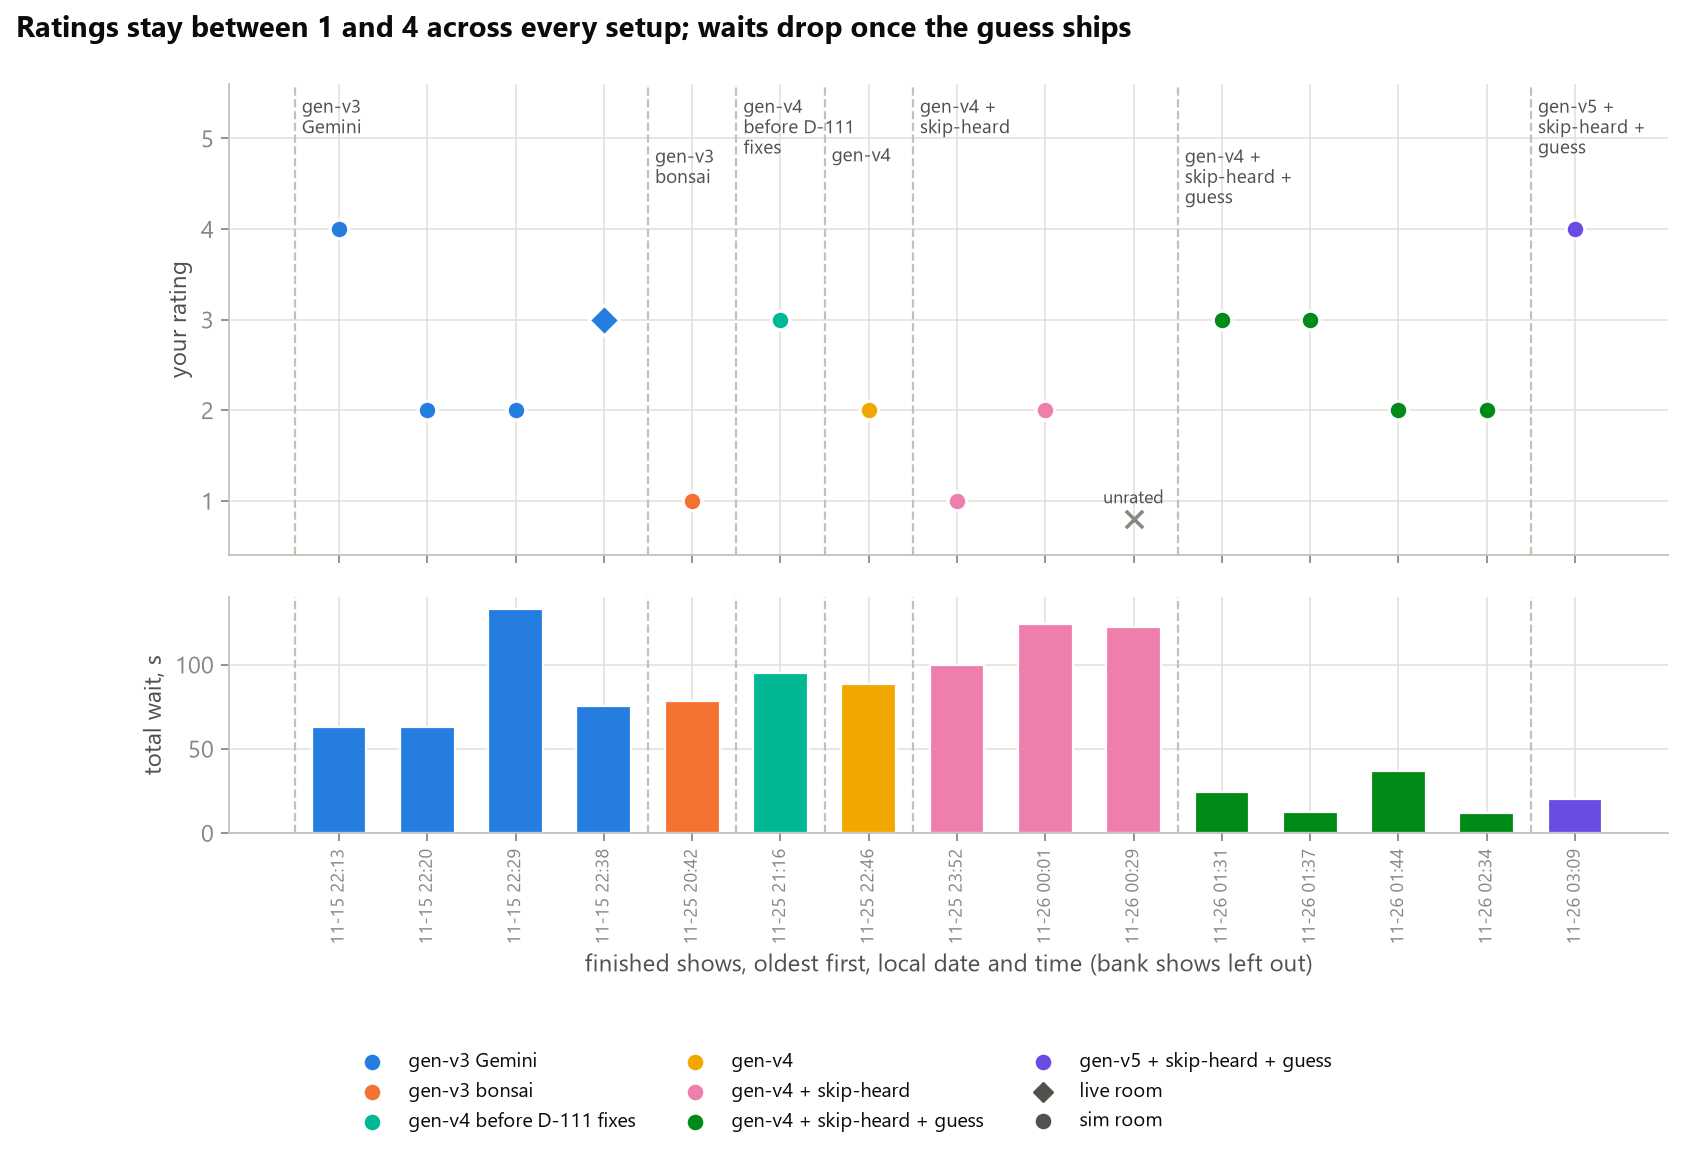 Ratings stay between 1 and 4 across every setup; waits drop once the guess ships
gen-v3
Gemini
gen-v3
bonsai
gen-v4
before D-111
fixes
gen-v4
gen-v4 +
skip-heard
gen-v4 +
skip-heard +
guess
gen-v5 +
skip-heard +
guess
your rating
5
4
3
2
1
unrated
total wait, s
100
50
0
11-15 22:13
11-15 22:20
11-15 22:29
11-15 22:38
11-25 20:42
11-25 21:16
11-25 22:46
11-25 23:52
11-26 00:01
11-26 00:29
11-26 01:31
11-26 01:37
11-26 01:44
11-26 02:34
11-26 03:09
finished shows, oldest first, local date and time (bank shows left out)
gen-v3 Gemini
gen-v3 bonsai
gen-v4 before D-111 fixes
gen-v4
gen-v4 + skip-heard
gen-v4 + skip-heard + guess
gen-v5 + skip-heard + guess
live room
sim room